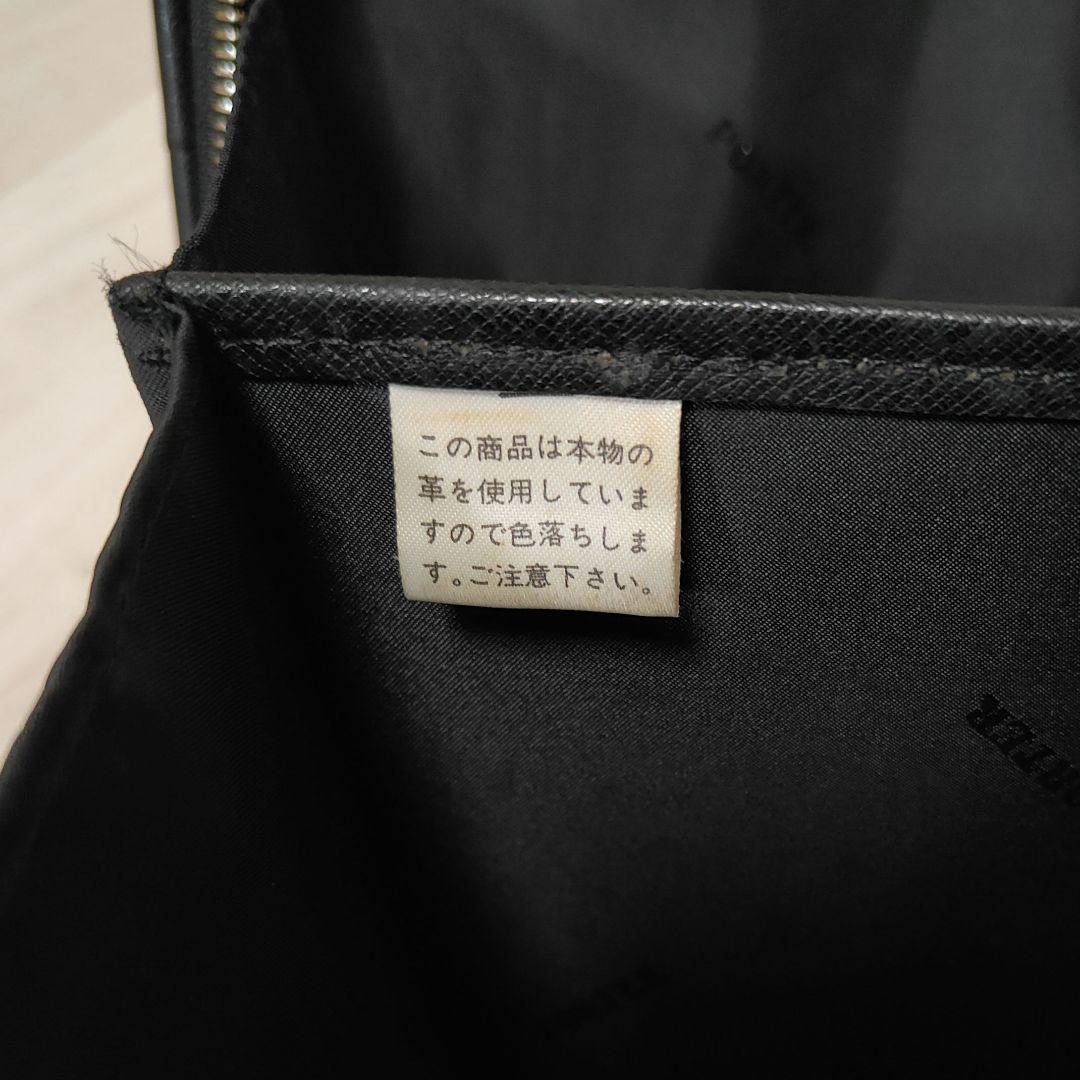 この商品は本物の
革を使用していま
すので色落ちしま
す。ご注意下さい。
RTER